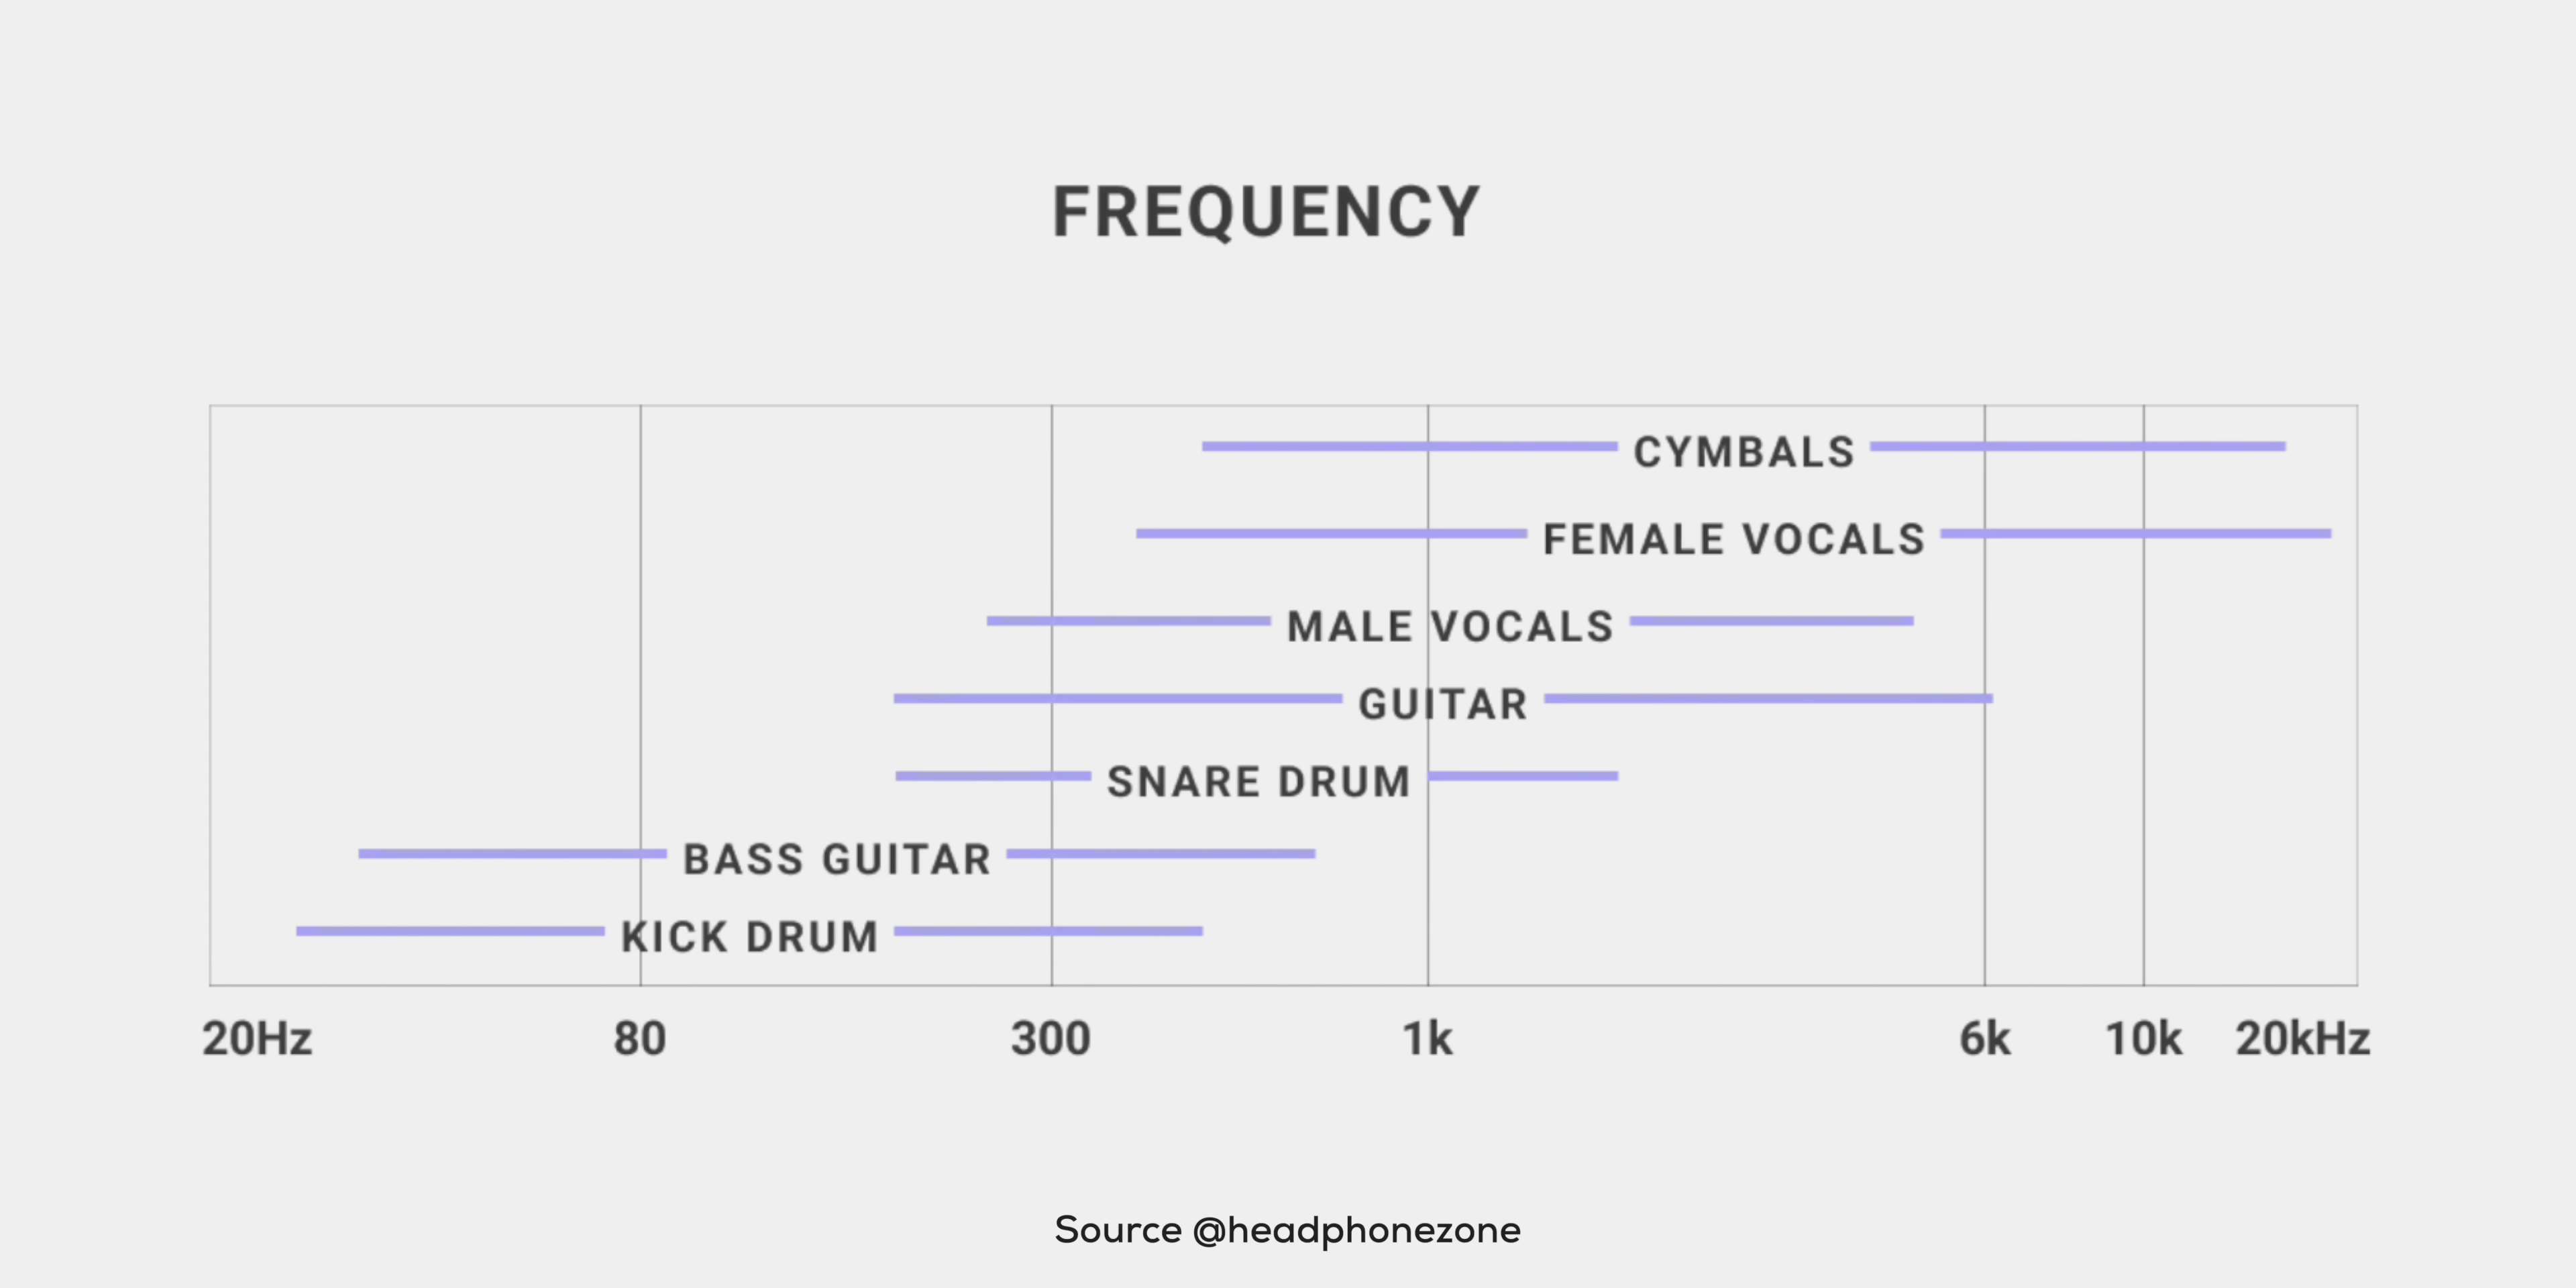 FREQUENCY
CYMBALS
FEMALE VOCALS
MALE VOCALS
GUITAR
SNARE DRUM
BASS GUITAR
KICK DRUM
20Hz 80 300 1k 6k 10k 20kHz
Source @headphonezone